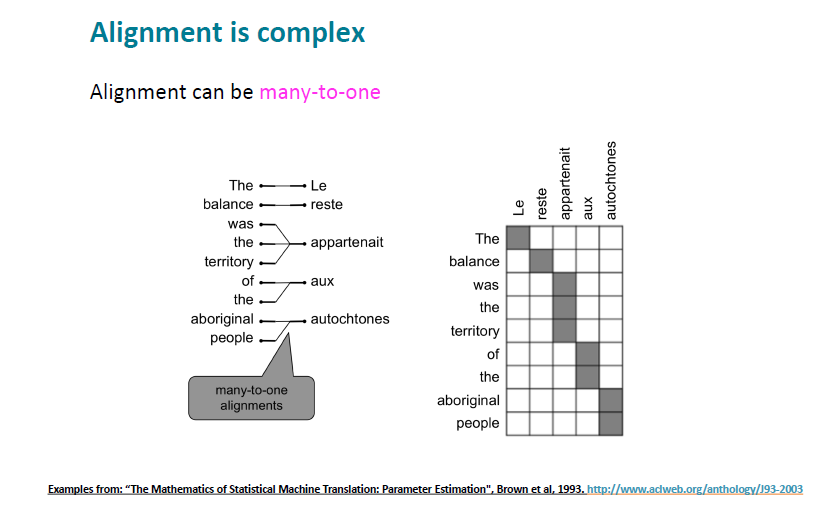 Alignment is complex
Alignment can be many-to-one
The Le
balance reste
was
the appartenait
territory
of aux
the
aboriginal autochtones
people
many-to-one
alignments
Le
reste
appartenait
aux
autochtones
The
balance
was
the
territory
of
the
aboriginal
people
Examples from: “The Mathematics of Statistical Machine Translation: Parameter Estimation", Brown et al, 1993. http://www.aclweb.org/anthology/J93-2003